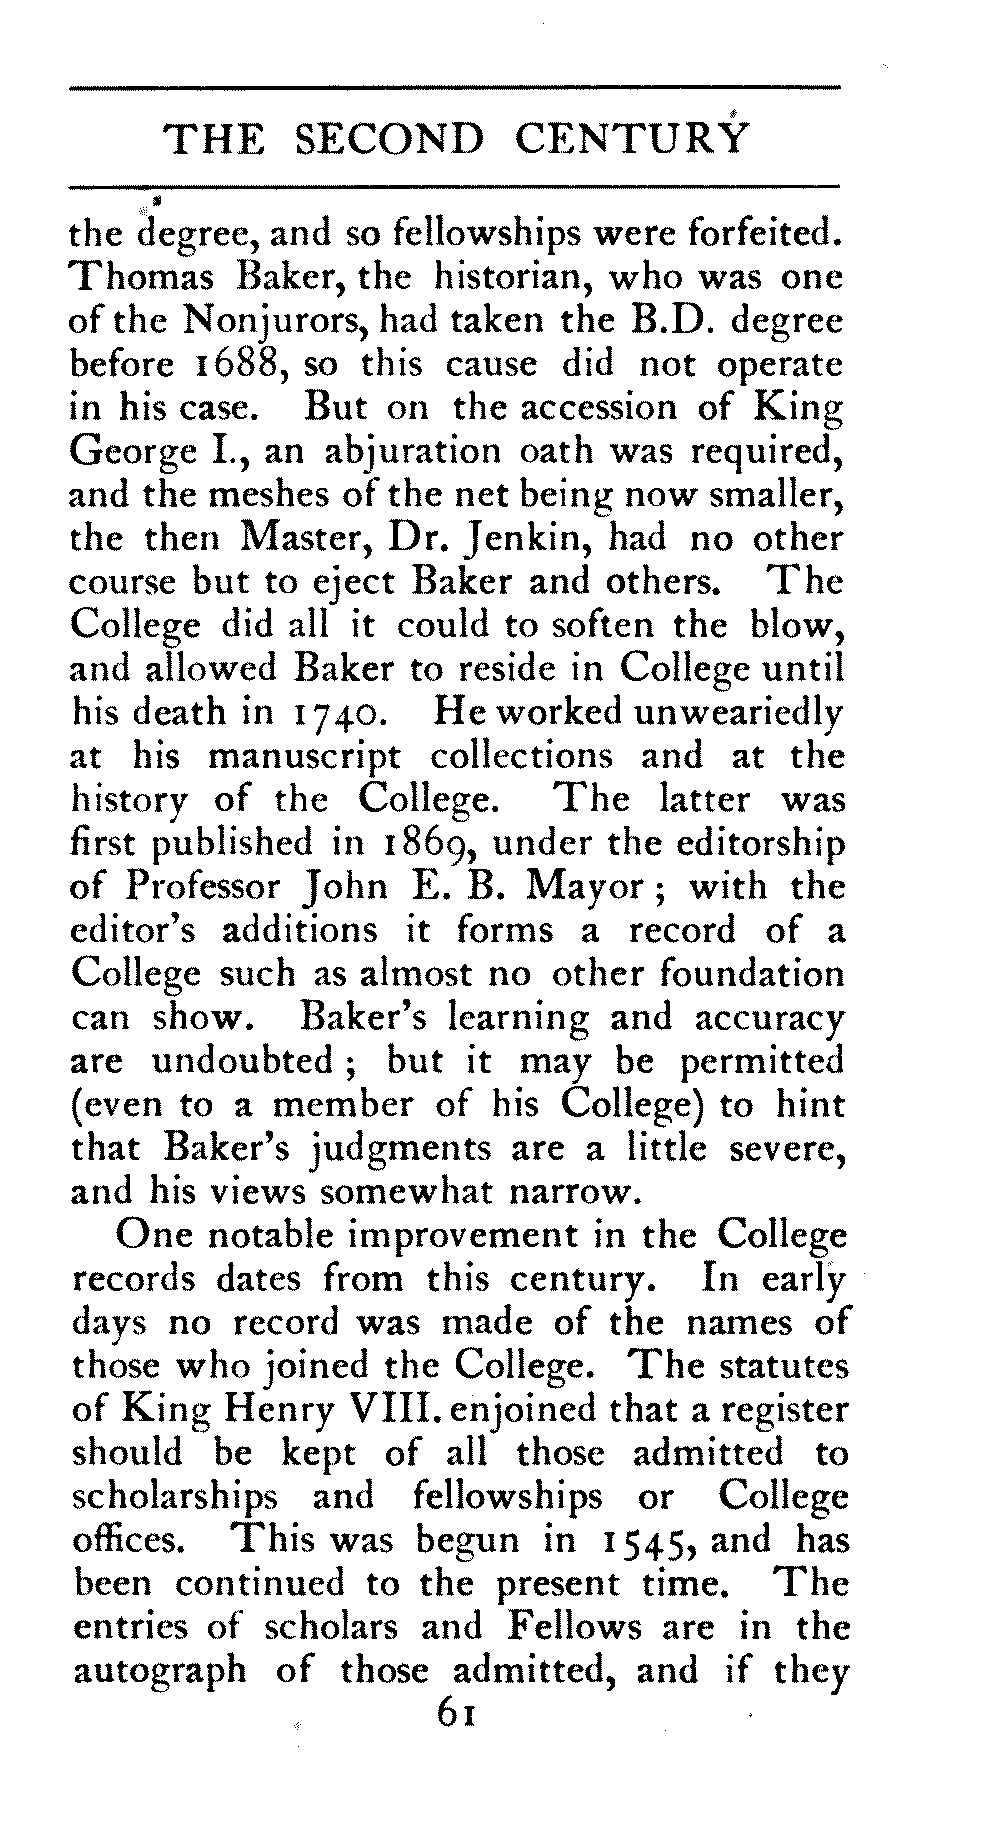 THE SECOND CENTURY
the degree, and so fellowships were forfeited.
Thomas Baker, the historian, who was one
of the Nonjurors, had taken the B.D. degree
before 1688, so this cause did not operate
in his case. But on the accession of King
George I., an abjuration oath was required,
and the meshes of the net being now smaller,
the then Master, Dr. Jenkin, had no other
course but to eject Baker and others. The
College did all it could to soften the blow,
and allowed Baker to reside in College until
his death in 1740. He worked unweariedly
at his manuscript collections and at the
history of the College. The latter was
first published in 1869, under the editorship
of Professor John E. B. Mayor; with the
editor's additions it forms a record of a
College such as almost no other foundation
can show. Baker's learning and accuracy
are undoubted; but it may be permitted
(even to a member of his College) to hint
that Baker's judgments are a little severe,
and his views somewhat narrow.
One notable improvement in the College
records dates from this century. In early
days no record was made of the names of
those who joined the College. The statutes
of King Henry VIII. enjoined that a register
should be kept of all those admitted to
scholarships and fellowships or College
offices. This was begun in 1545, and has
been continued to the present time. The
entries of scholars and Fellows are in the
autograph of those admitted, and if they
61